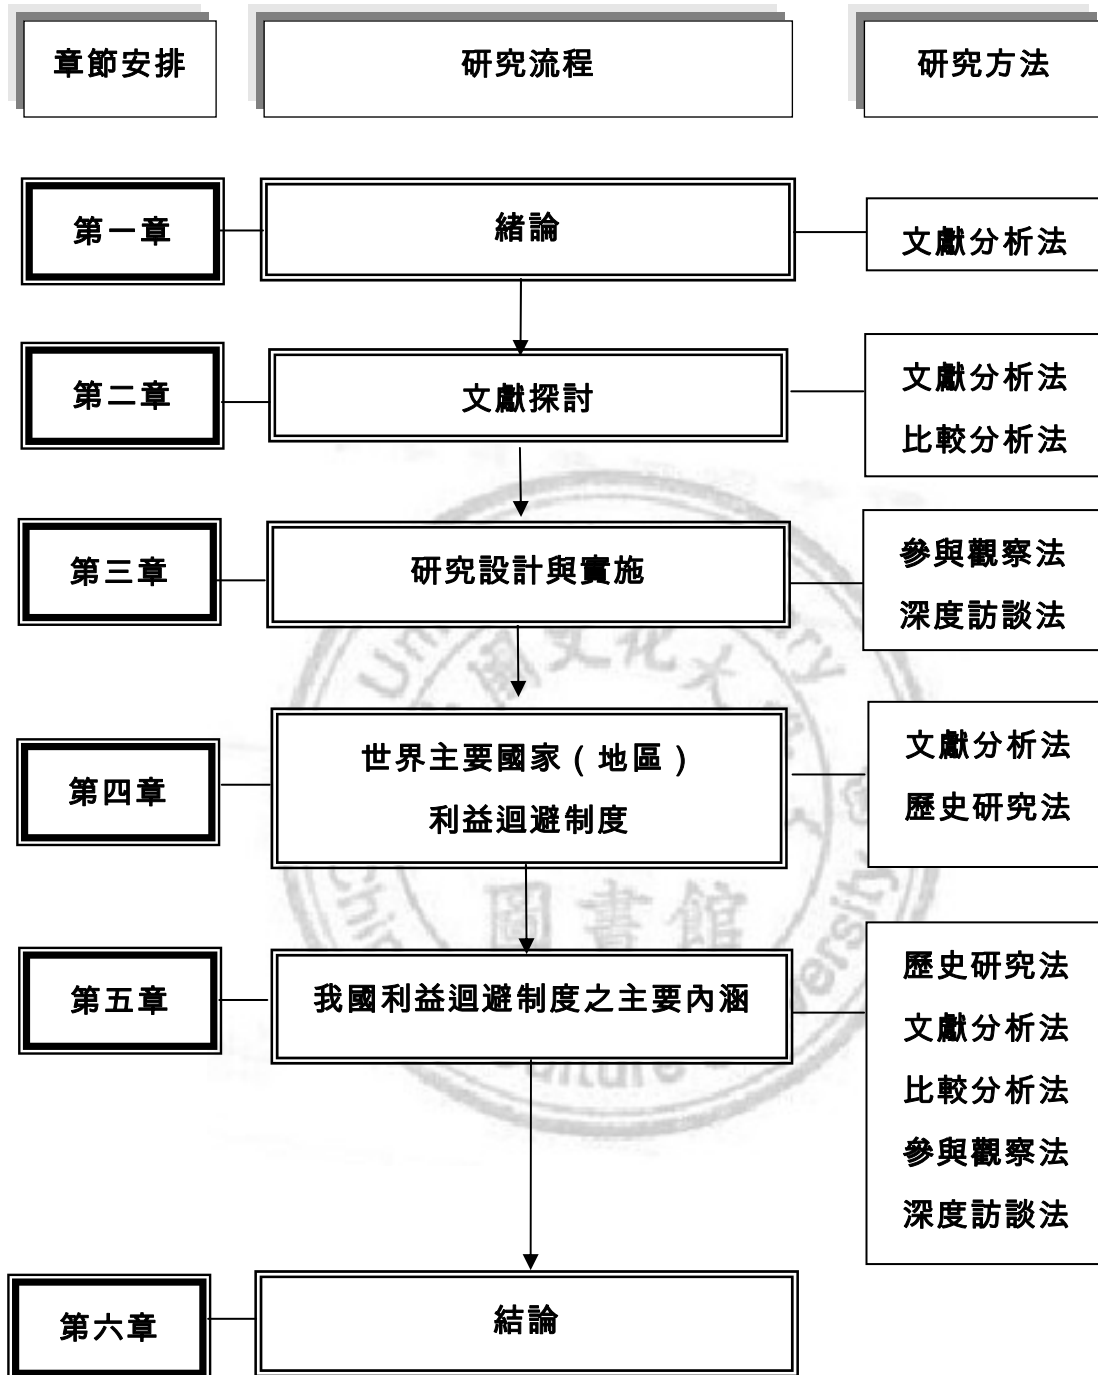 章節安排
研究流程
研究方法
第一章
緒論
文獻分析法
第二章
文獻探討
文獻分析法
比較分析法
第三章
研究設計與實施
參與觀察法
深度訪談法
第四章
世界主要國家（地區）
利益迴避制度
文獻分析法
歷史研究法
第五章
我國利益迴避制度之主要內涵
歷史研究法
文獻分析法
比較分析法
參與觀察法
深度訪談法
第六章
結論
圖書館